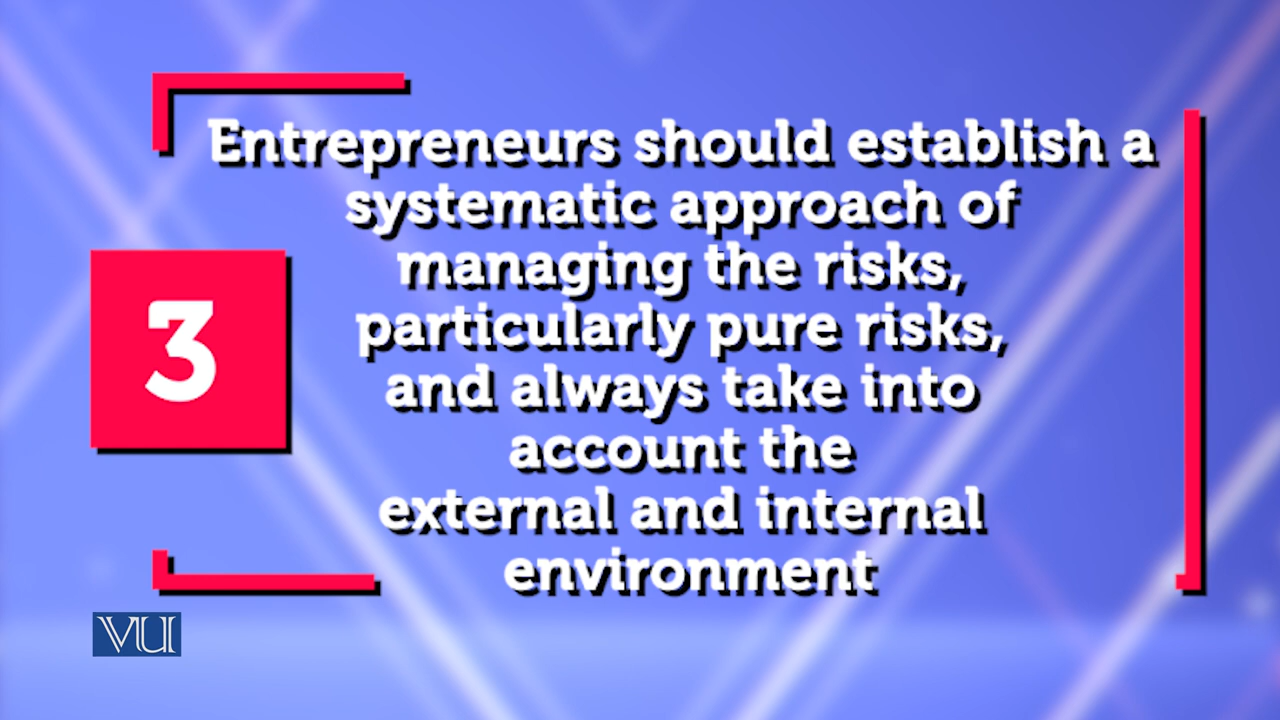 Entrepreneurs should establish a
systematic approach of
managing the risks,
3
particularly pure risks,
and always take into
account the
external and internal
environment
VU